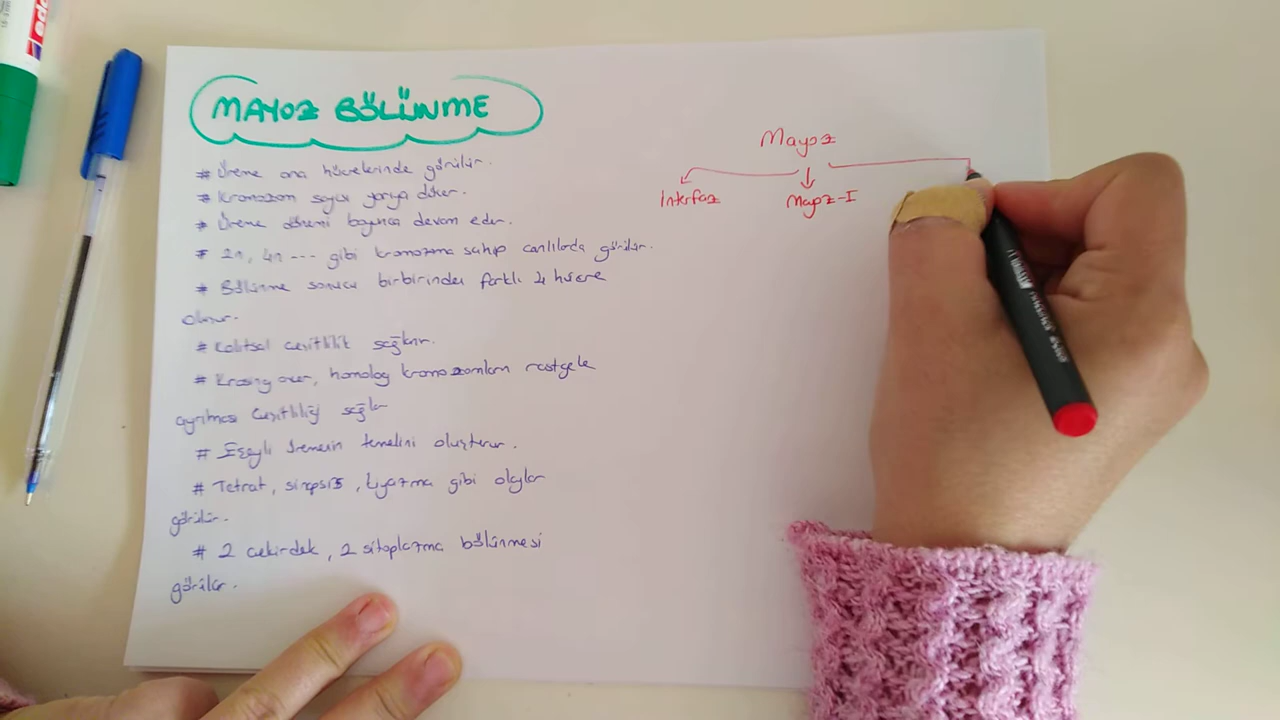 MAYOZ BÖLÜNME
# Üreme ana hücrelerinde görülür.
# Kromozom sayısı yarıya düşer.
# Üreme dönemi boyunca devam eder.
# 2n, 4n --- gibi kromozoma sahip canlılarda görülür.
# Bölünme sonucu birbirinden farklı 4 hücre
oluşur.
# Kalıtsal çeşitlilik sağlar.
# Krosing over, homolog kromozomların rastgele
ayrılması çeşitliliği sağlar
# Eşeyli üremenin temelini oluşturur.
# Tetrat, sinapsis, kiyazma gibi olaylar
görülür.
# 2 çekirdek, 2 sitoplazma bölünmesi
görülür.
Mayoz
İnterfaz
Mayoz-I